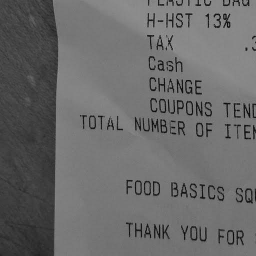 PLASTIC BAG
H-HST 13%
TAX .3
Cash
CHANGE
COUPONS TEND
TOTAL NUMBER OF ITEM
FOOD BASICS SQU
THANK YOU FOR